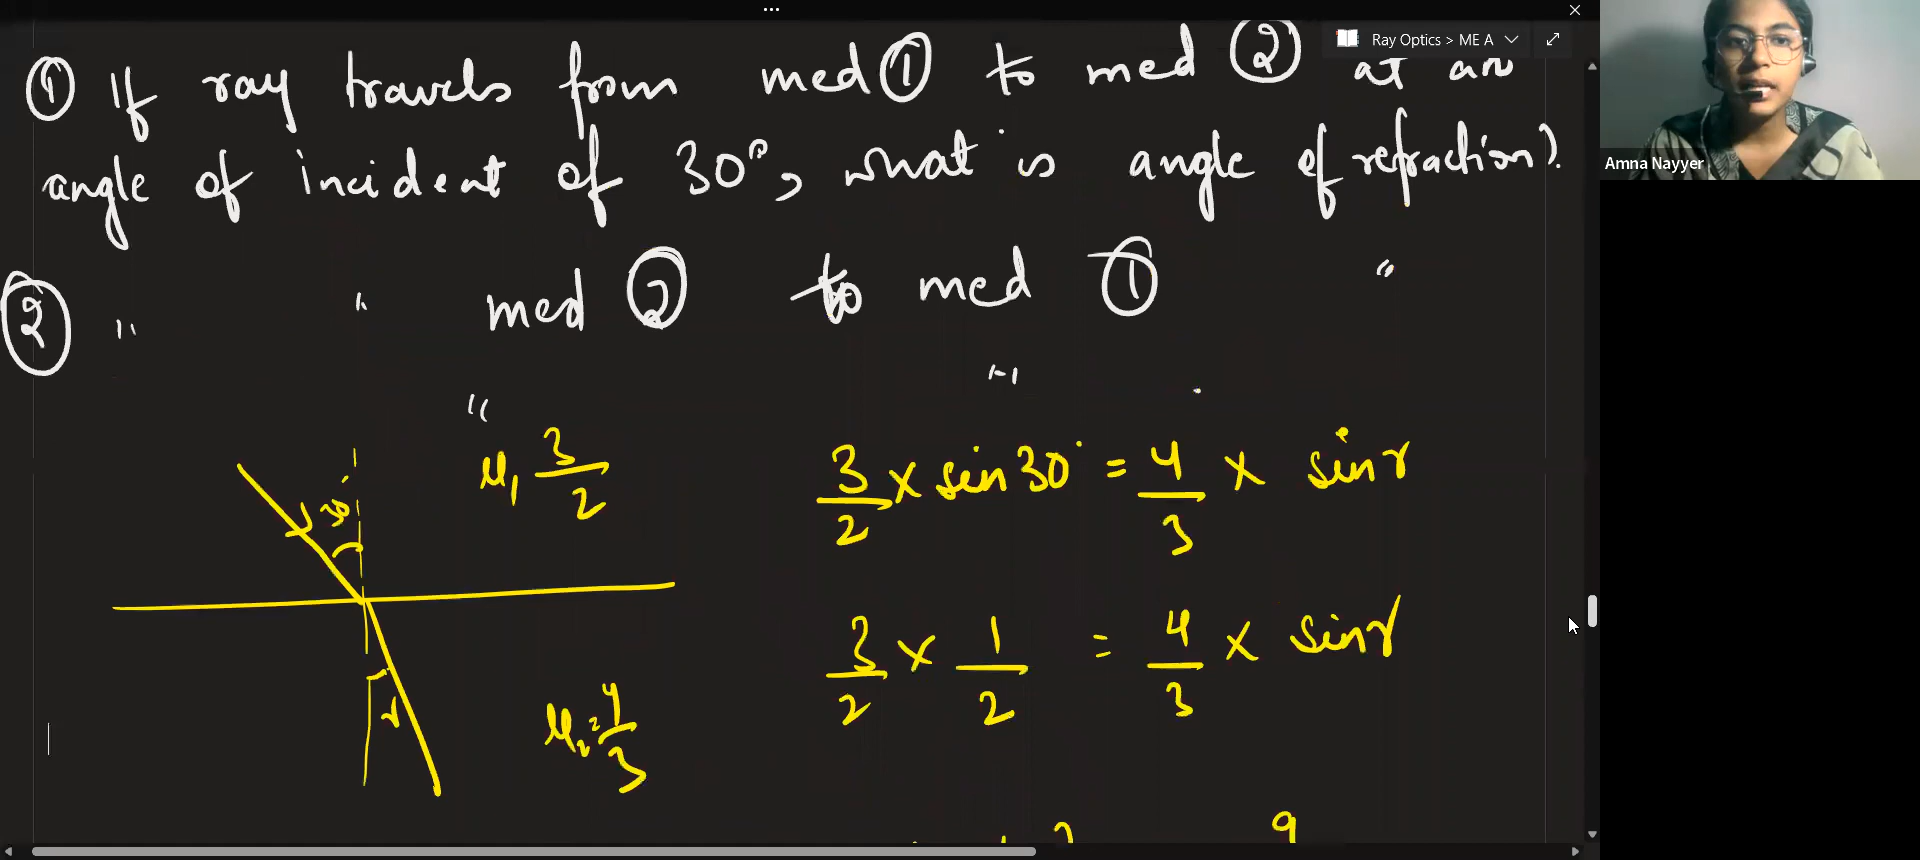 Ray Optics > ME A
Amna Nayyer
① If ray travels from med ① to med ② at an
angle of incident of 30°, what is angle of refraction).
② " " med ② to med ① "
" "
μ₁ 3/2
30°
r
μ₂ = 4/3
3/2 × sin 30° = 4/3 × sin r
3/2 × 1/2 = 4/3 × sin r
9